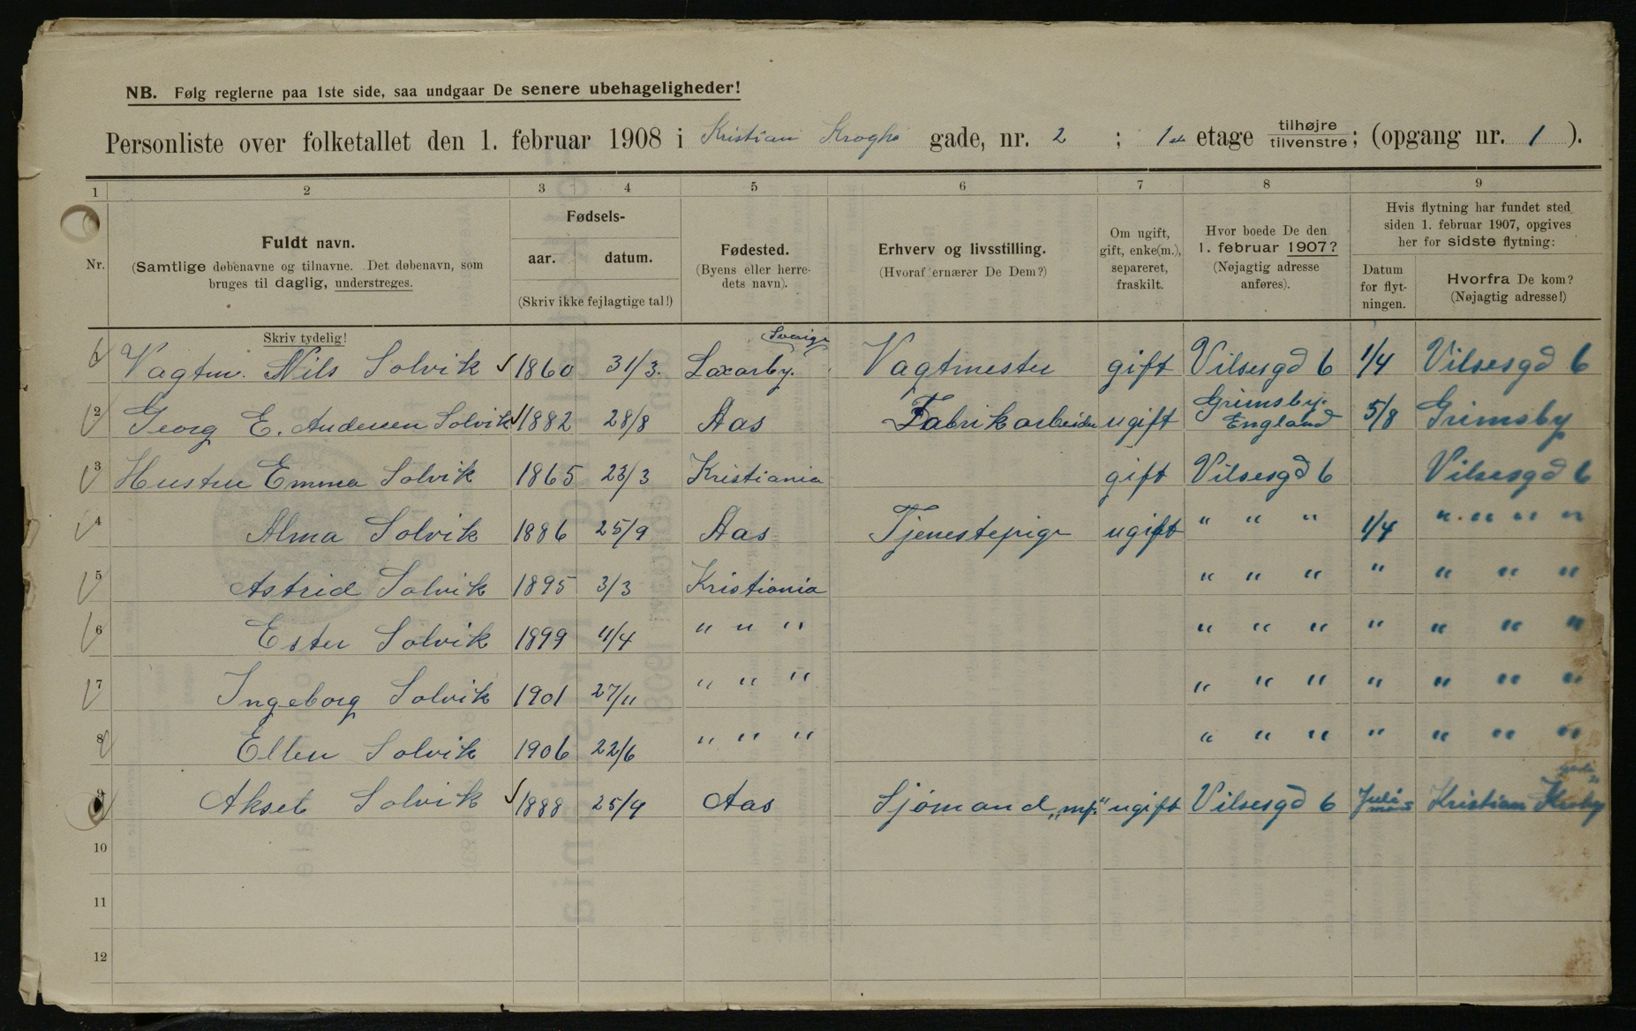 NB. Følg reglerne paa 1ste side, saa undgaar De senere ubehageligheder!
Personliste over folketallet den 1. februar 1908 i Kristian Kroghs gade, nr. 2 ; 1ste etage tilhøjre tilvenstre; (opgang nr. 1 ).
1 2 3 4 5 6 7 8 9
Nr.
Fuldt navn.
(Samtlige døbenavne og tilnavne. Det døbenavn, som
bruges til daglig, understreges.
Skriv tydelig!
Fødsels-
aar. datum.
(Skriv ikke fejlagtige tal!)
Fødested.
(Byens eller herre-
dets navn).
Erhverv og livsstilling.
(Hvoraf ernærer De Dem?)
Om ugift,
gift, enke(m.),
separeret,
fraskilt.
Hvor boede De den
1. februar 1907?
(Nøjagtig adresse
anføres).
Hvis flytning har fundet sted
siden 1. februar 1907, opgives
her for sidste flytning:
Datum
for flyt-
ningen.
Hvorfra De kom?
(Nøjagtig adresse!)
Sverige
1 Vagtm. Nils Solvik 1860 31/3. Laxarby. Vagtmester gift Vilsesgd 6 1/4 Vilsesgd 6
2 Georg E. Andersen Solvik 1882 28/8 Aas Fabrikarbeider ugift Grimsby. England 5/8 Grimsby
3 Hustru Emma Solvik 1865 23/3 Kristiania gift Vilsesgd 6 Vilsesgd 6
4 Alma Solvik 1886 25/9 Aas Tjenestepige ugift " " " 1/4 " " " "
5 Astrid Solvik 1895 3/3 Kristiania " " " " " " "
6 Ester Solvik 1899 4/4 " " " " " " " " " "
7 Ingeborg Solvik 1901 27/11 " " " " " " " " " "
8 Ellen Solvik 1906 22/6 " " " " " " " " " "
9 Aksel Solvik 1888 25/9 Aas Sjømand „mf.“ ugift Vilsesgd 6 Juli Kristian
10
11
12